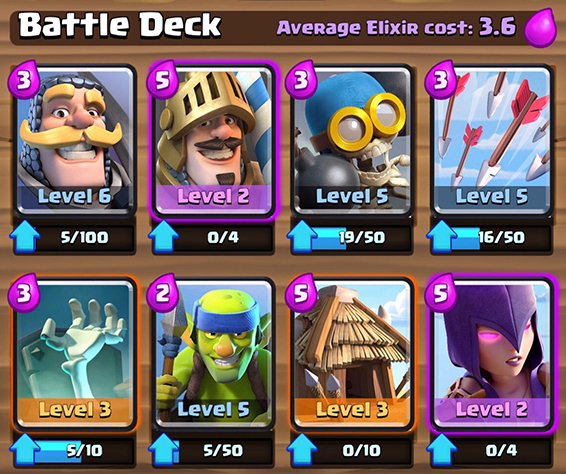 Battle Deck
Average Elixir cost: 3.6
3 5 3 3
Level 6 Level 2 Level 5 Level 5
5/100 0/4 19/50 16/50
3 2 5 5
Level 3 Level 5 Level 3 Level 2
5/10 5/50 0/10 0/4